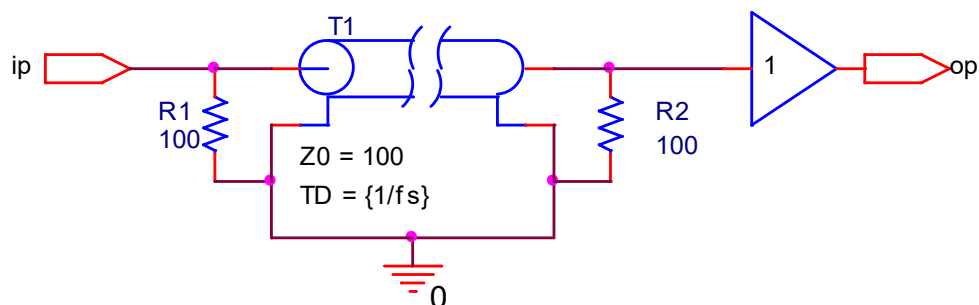 T1
ip
1
op
R1
100
R2
100
Z0 = 100
TD = {1/fs}
0